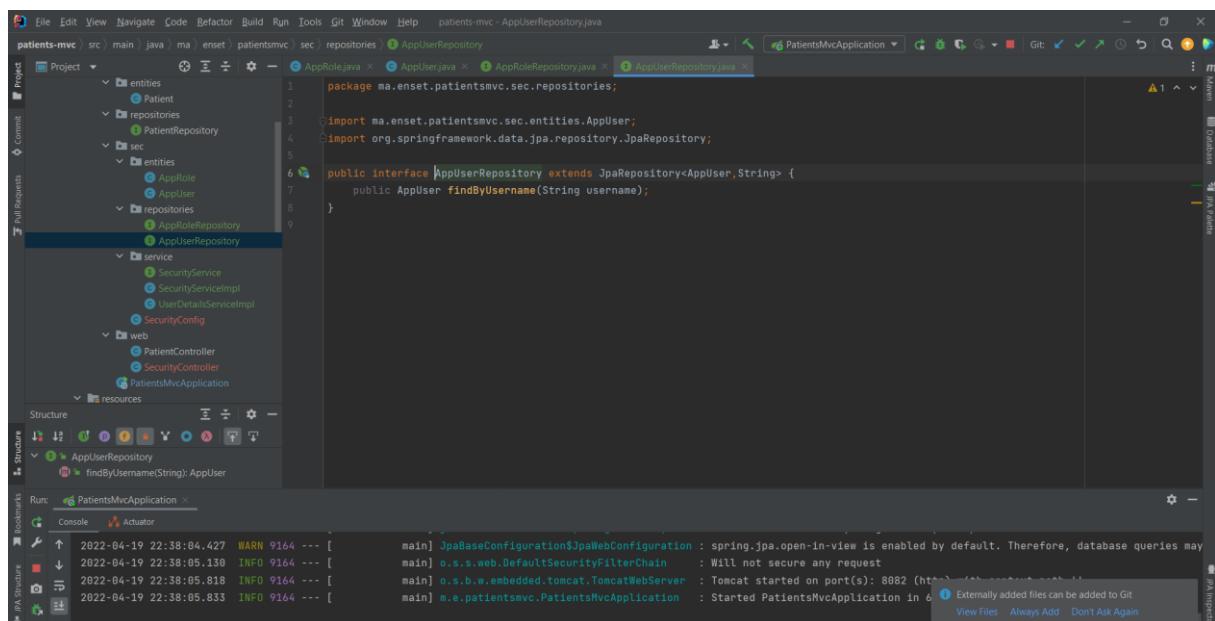 File Edit View Navigate Code Refactor Build Run Tools Git Window Help patients-mvc - AppUserRepository.java
patients-mvc src main java ma enset patientsmvc sec repositories AppUserRepository PatientsMvcApplication Git:
Project AppRole.java AppUser.java AppRoleRepository.java AppUserRepository.java
entities
Patient
repositories
PatientRepository
sec
entities
AppRole
AppUser
repositories
AppRoleRepository
AppUserRepository
service
SecurityService
SecurityServiceImpl
UserDetailsServiceImpl
SecurityConfig
web
PatientController
SecurityController
PatientsMvcApplication
resources
1 package ma.enset.patientsmvc.sec.repositories;
2
3 import ma.enset.patientsmvc.sec.entities.AppUser;
4 import org.springframework.data.jpa.repository.JpaRepository;
5
6 public interface AppUserRepository extends JpaRepository<AppUser,String> {
7 public AppUser findByUsername(String username);
8 }
9
1
Structure
AppUserRepository
findByUsername(String): AppUser
Run: PatientsMvcApplication
Console Actuator
2022-04-19 22:38:04.427 WARN 9164 --- [ main] JpaBaseConfiguration$JpaWebConfiguration : spring.jpa.open-in-view is enabled by default. Therefore, database queries may
2022-04-19 22:38:05.130 INFO 9164 --- [ main] o.s.s.web.DefaultSecurityFilterChain : Will not secure any request
2022-04-19 22:38:05.818 INFO 9164 --- [ main] o.s.b.w.embedded.tomcat.TomcatWebServer : Tomcat started on port(s): 8082
2022-04-19 22:38:05.833 INFO 9164 --- [ main] m.e.patientsmvc.PatientsMvcApplication : Started PatientsMvcApplication in 6
Externally added files can be added to Git
View Files Always Add Don't Ask Again
Project
Commit
Pull Requests
Structure
Bookmarks
JPA Structure
Maven
Database
JPA Palette
JPA Inspect